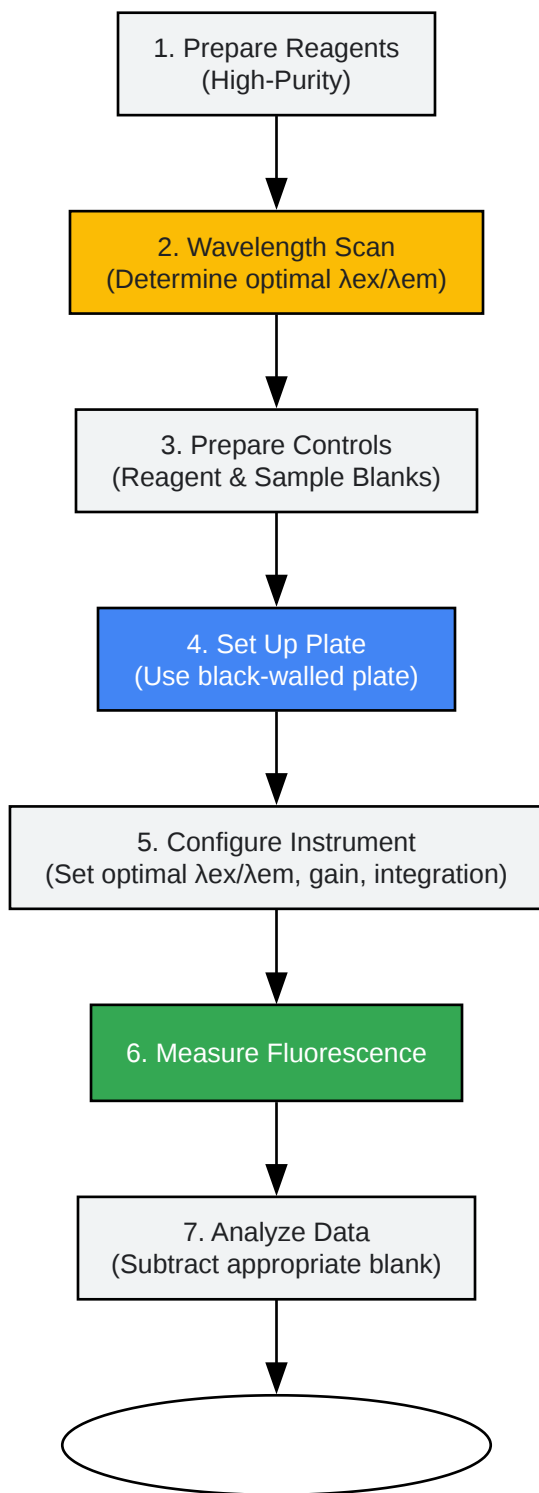 1. Prepare Reagents
(High-Purity)
2. Wavelength Scan
(Determine optimal λex/λem)
3. Prepare Controls
(Reagent & Sample Blanks)
4. Set Up Plate
(Use black-walled plate)
5. Configure Instrument
(Set optimal λex/λem, gain, integration)
6. Measure Fluorescence
7. Analyze Data
(Subtract appropriate blank)